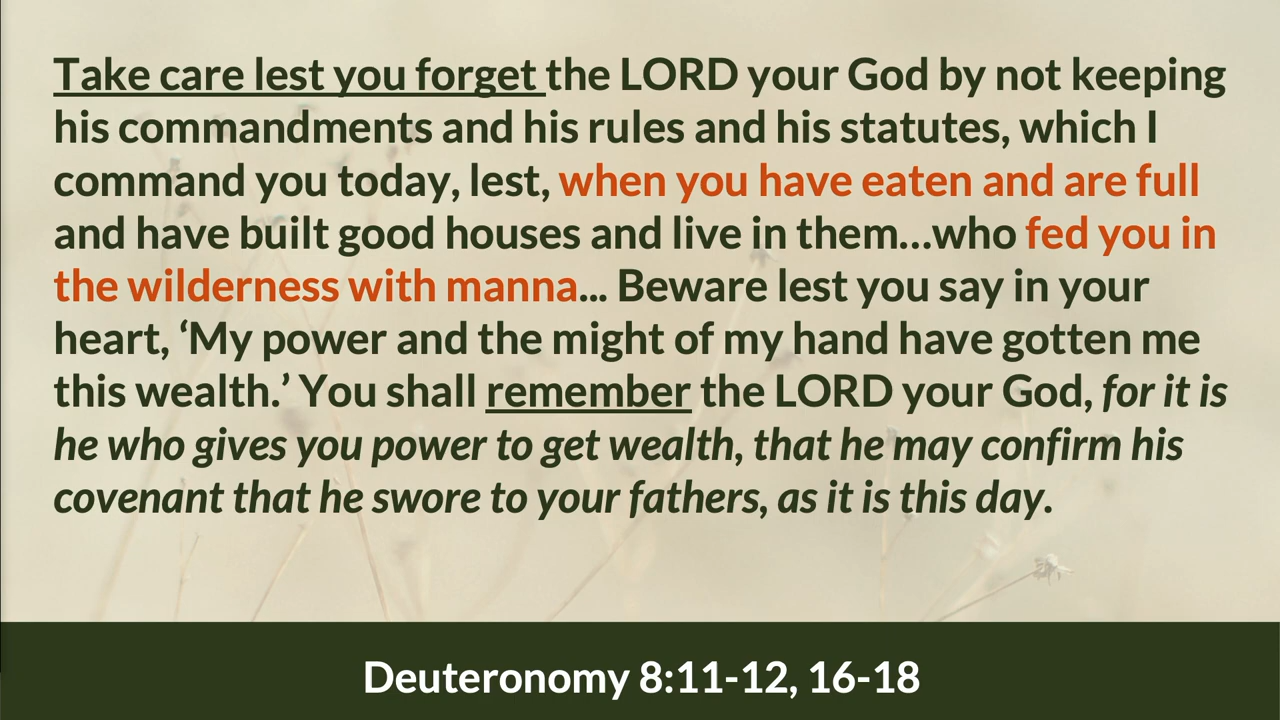 Take care lest you forget the LORD your God by not keeping
his commandments and his rules and his statutes, which I
command you today, lest, when you have eaten and are full
and have built good houses and live in them...who fed you in
the wilderness with manna... Beware lest you say in your
heart, ‘My power and the might of my hand have gotten me
this wealth.’ You shall remember the LORD your God, for it is
he who gives you power to get wealth, that he may confirm his
covenant that he swore to your fathers, as it is this day.
Deuteronomy 8:11-12, 16-18